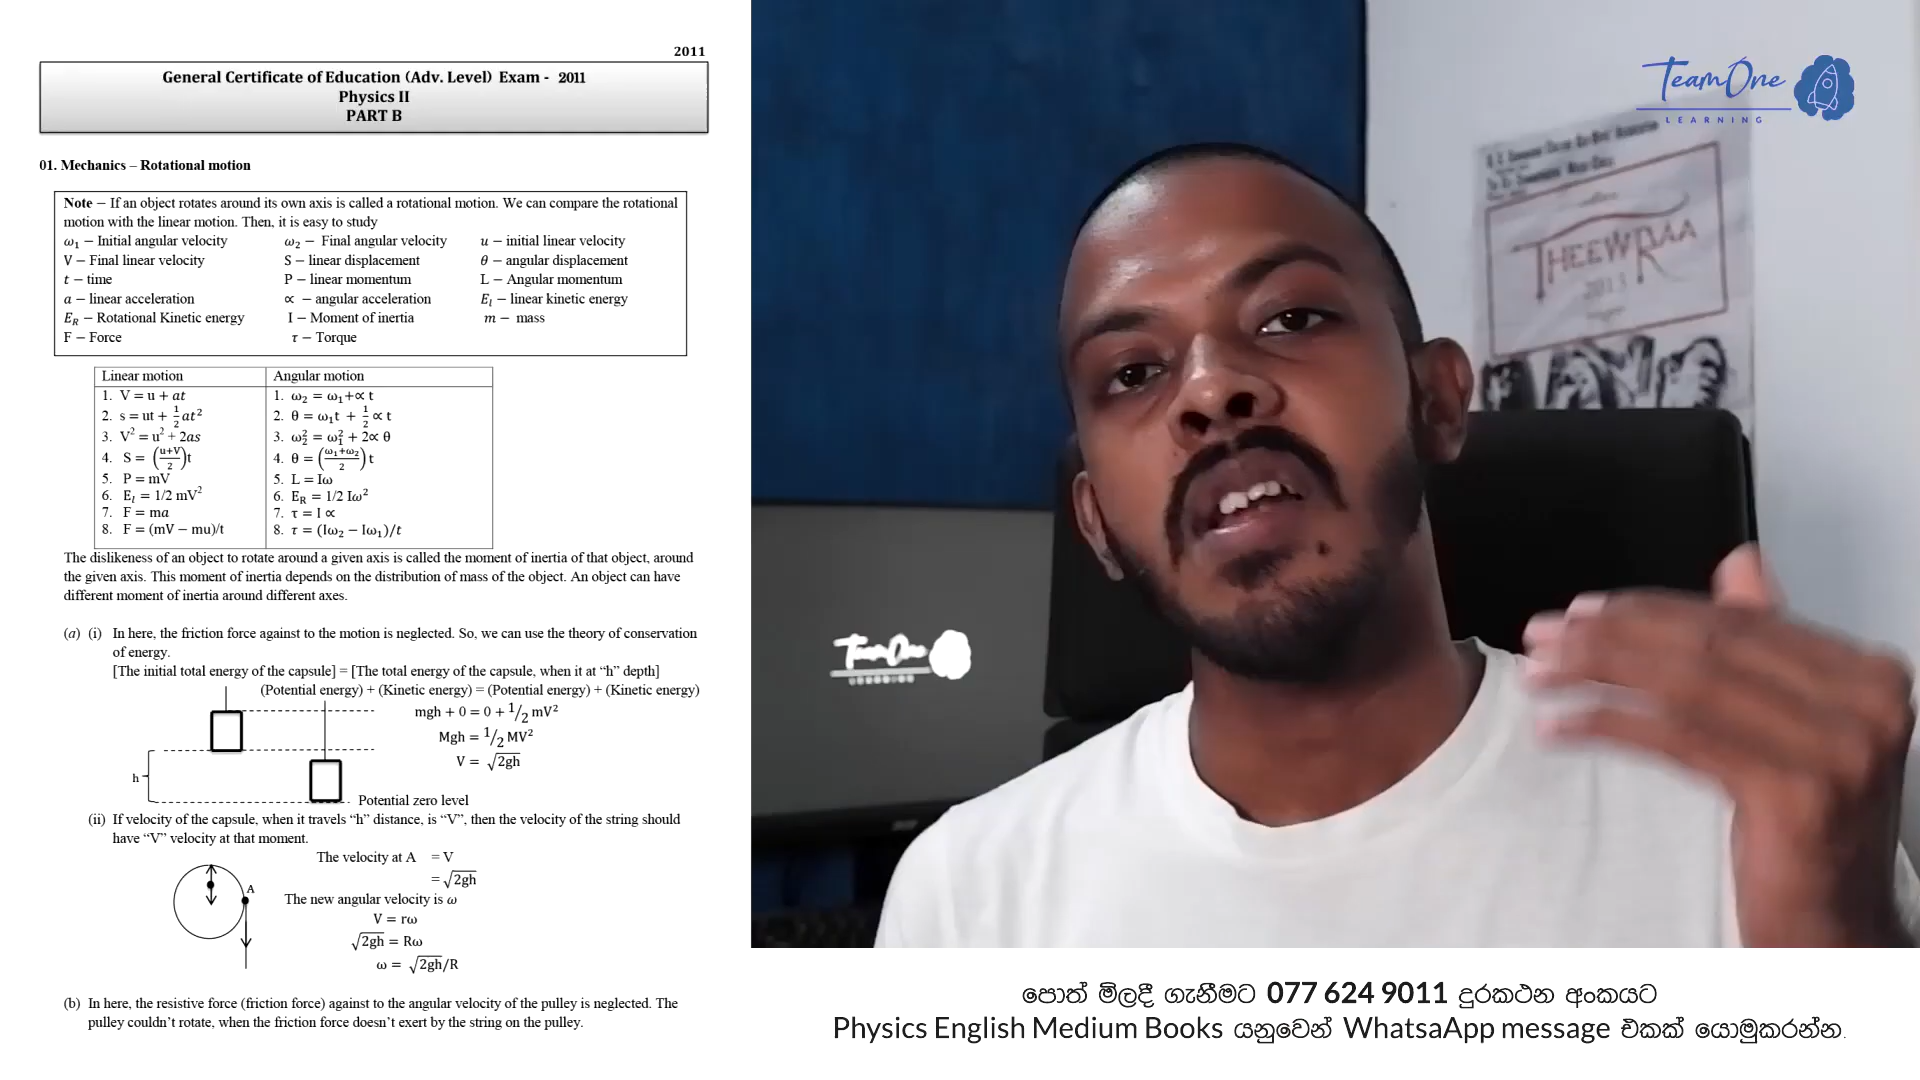 2011
General Certificate of Education (Adv. Level) Exam - 2011
Physics II
PART B
01. Mechanics – Rotational motion
Note – If an object rotates around its own axis is called a rotational motion. We can compare the rotational
motion with the linear motion. Then, it is easy to study
ω₁ – Initial angular velocity ω₂ – Final angular velocity u – initial linear velocity
V – Final linear velocity S – linear displacement θ – angular displacement
t – time P – linear momentum L – Angular momentum
a – linear acceleration ∝ – angular acceleration E_l – linear kinetic energy
E_R – Rotational Kinetic energy I – Moment of inertia m – mass
F – Force τ – Torque
Linear motion Angular motion
1. V = u + at 1. ω₂ = ω₁+∝ t
2. s = ut + 1/2 at² 2. θ = ω₁t + 1/2 ∝ t
3. V² = u² + 2as 3. ω₂² = ω₁² + 2∝ θ
4. S = (u+V/2)t 4. θ = (ω₁+ω₂/2) t
5. P = mV 5. L = Iω
6. E_l = 1/2 mV² 6. E_R = 1/2 Iω²
7. F = ma 7. τ = I ∝
8. F = (mV – mu)/t 8. τ = (Iω₂ – Iω₁)/t
The dislikeness of an object to rotate around a given axis is called the moment of inertia of that object, around
the given axis. This moment of inertia depends on the distribution of mass of the object. An object can have
different moment of inertia around different axes.
(a) (i) In here, the friction force against to the motion is neglected. So, we can use the theory of conservation
of energy.
[The initial total energy of the capsule] = [The total energy of the capsule, when it at “h” depth]
(Potential energy) + (Kinetic energy) = (Potential energy) + (Kinetic energy)
mgh + 0 = 0 + 1/2 mV²
Mgh = 1/2 MV²
V = √2gh
h
Potential zero level
(ii) If velocity of the capsule, when it travels “h” distance, is “V”, then the velocity of the string should
have “V” velocity at that moment.
The velocity at A = V
= √2gh
A
The new angular velocity is ω
V = rω
√2gh = Rω
ω = √2gh/R
(b) In here, the resistive force (friction force) against to the angular velocity of the pulley is neglected. The
pulley couldn’t rotate, when the friction force doesn’t exert by the string on the pulley.
TeamOne
LEARNING
THEEWRAA
2013
TeamOne
පොත් මිලදී ගැනීමට 077 624 9011 දුරකථන අංකයට
Physics English Medium Books යනුවෙන් WhatsaApp message එකක් යොමුකරන්න.